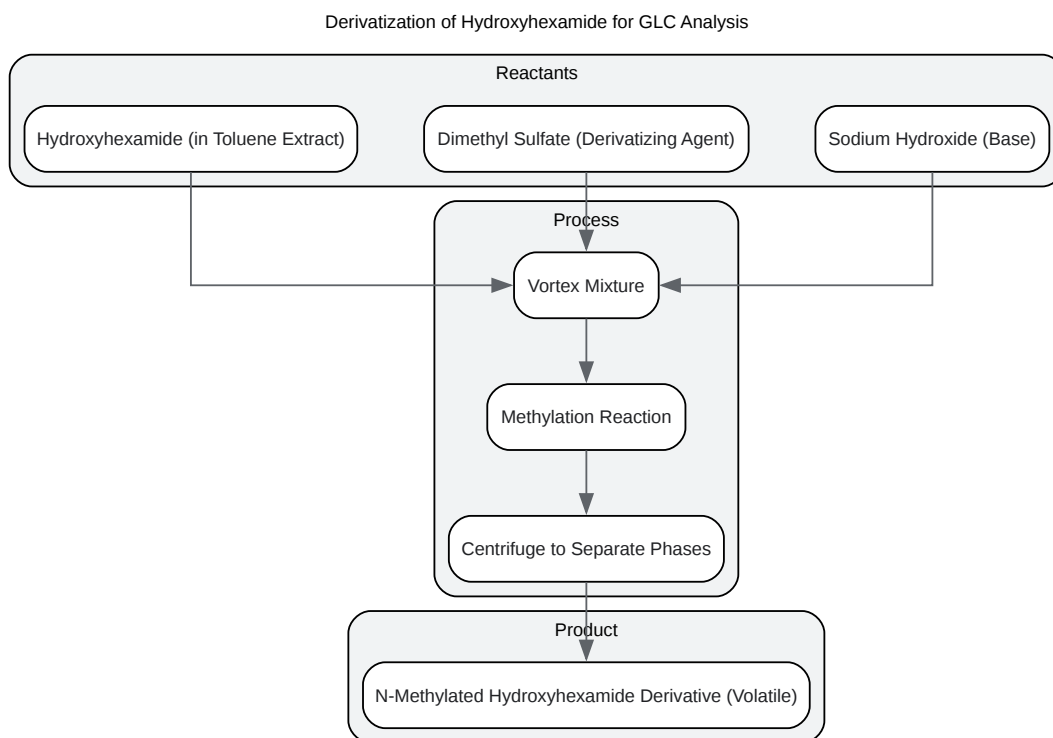 Derivatization of Hydroxyhexamide for GLC Analysis
Reactants
Hydroxyhexamide (in Toluene Extract)
Dimethyl Sulfate (Derivatizing Agent)
Sodium Hydroxide (Base)
Process
Vortex Mixture
Methylation Reaction
Centrifuge to Separate Phases
Product
N-Methylated Hydroxyhexamide Derivative (Volatile)